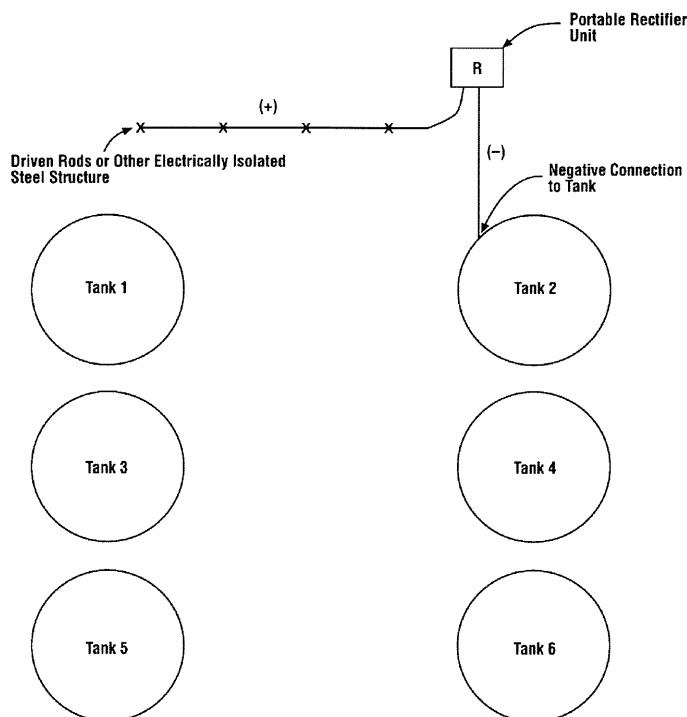 Portable Rectifier
Unit
R
(+)
X X X X
Driven Rods or Other Electrically Isolated
Steel Structure
(–)
Negative Connection
to Tank
Tank 1
Tank 2
Tank 3
Tank 4
Tank 5
Tank 6